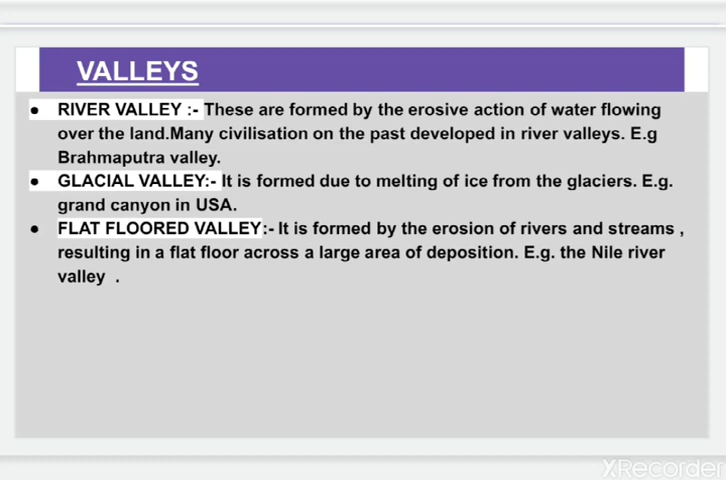 VALLEYS
● RIVER VALLEY :- These are formed by the erosive action of water flowing
over the land.Many civilisation on the past developed in river valleys. E.g
Brahmaputra valley.
● GLACIAL VALLEY:- It is formed due to melting of ice from the glaciers. E.g.
grand canyon in USA.
● FLAT FLOORED VALLEY:- It is formed by the erosion of rivers and streams ,
resulting in a flat floor across a large area of deposition. E.g. the Nile river
valley .
XRecorder